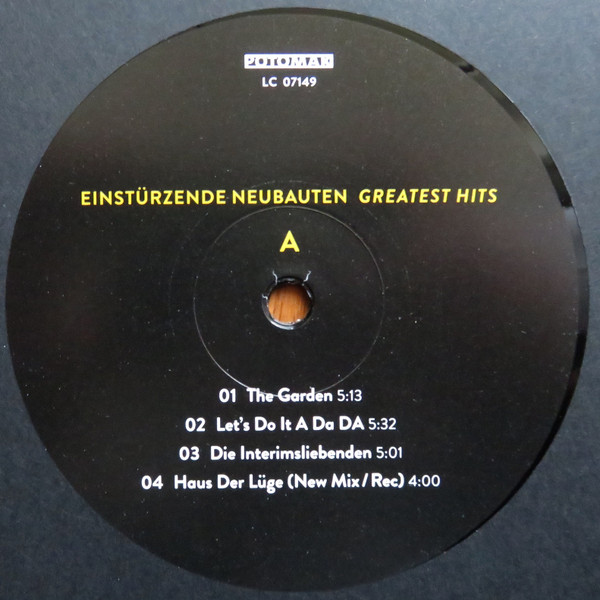 POTOMAK
LC 07149
EINSTÜRZENDE NEUBAUTEN GREATEST HITS
A
01 The Garden 5:13
02 Let's Do It A Da DA 5:32
03 Die Interimsliebenden 5:01
04 Haus Der Lüge (New Mix/Rec) 4:00